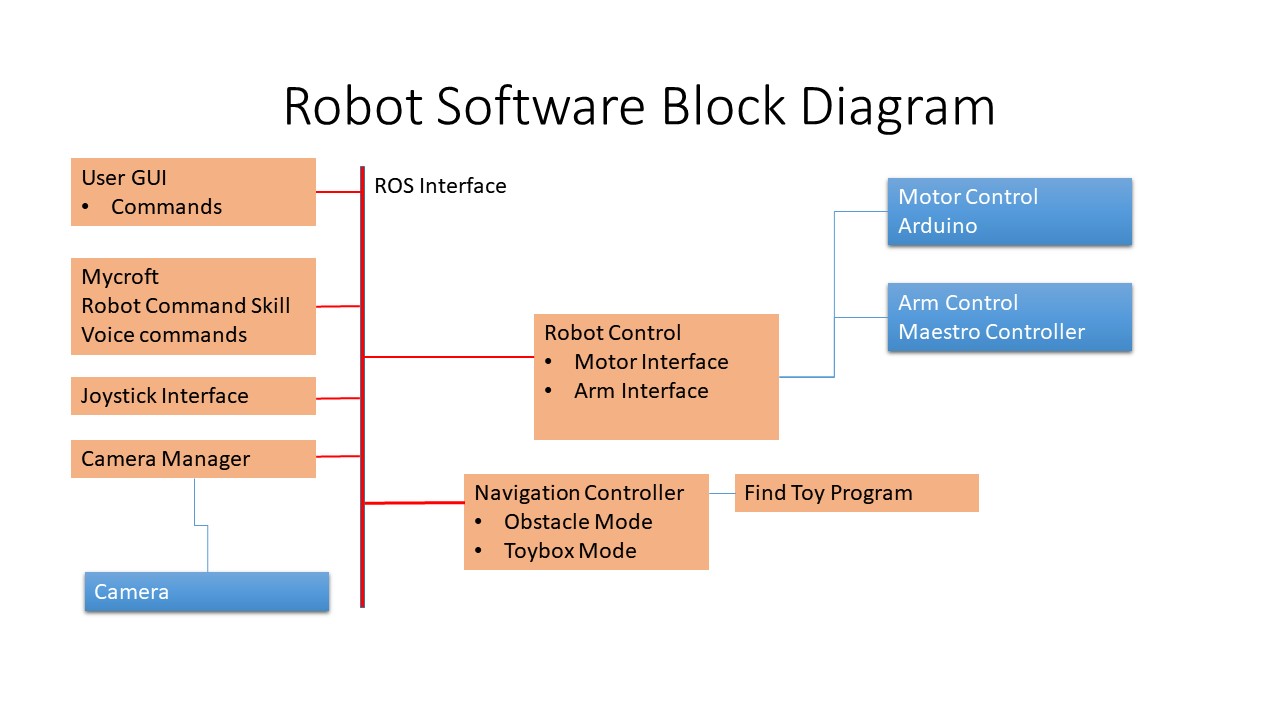 Robot Software Block Diagram
User GUI
• Commands
ROS Interface
Mycroft
Robot Command Skill
Voice commands
Joystick Interface
Camera Manager
Camera
Robot Control
• Motor Interface
• Arm Interface
Navigation Controller
• Obstacle Mode
• Toybox Mode
Find Toy Program
Motor Control
Arduino
Arm Control
Maestro Controller